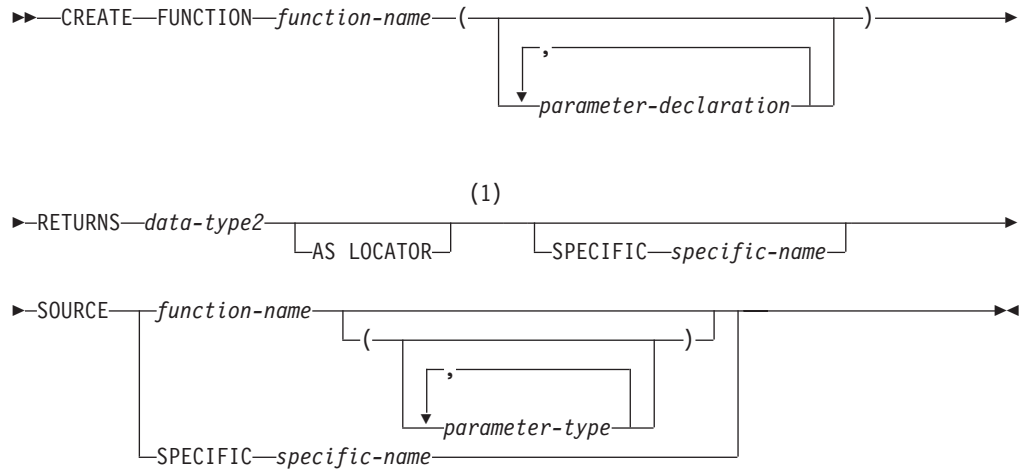 CREATE FUNCTION function-name ( )
,
parameter-declaration
(1)
RETURNS data-type2
AS LOCATOR SPECIFIC specific-name
SOURCE function-name
( )
,
parameter-type
SPECIFIC specific-name